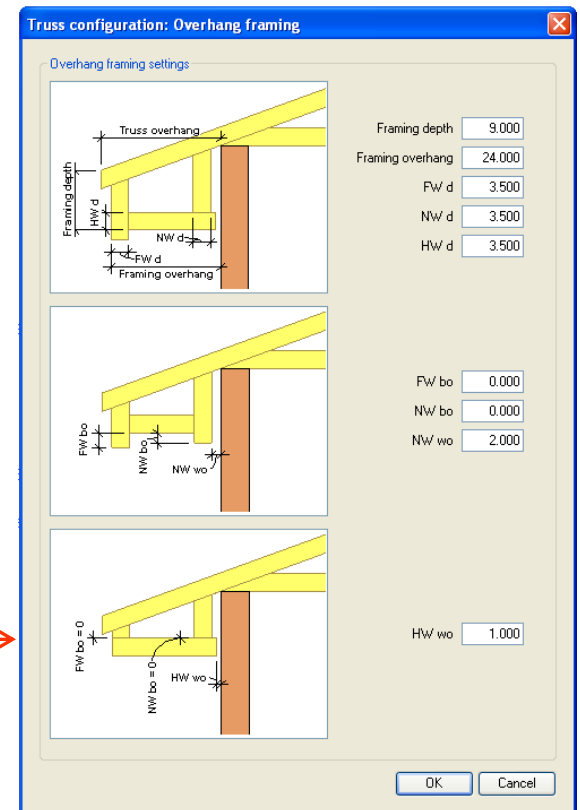 Truss configuration: Overhang framing
Overhang framing settings
Truss overhang
Framing depth
HW d
NW d
FW d
Framing overhang
Framing depth 9.000
Framing overhang 24.000
FW d 3.500
NW d 3.500
HW d 3.500
FW bo
NW bo
NW wo
FW bo 0.000
NW bo 0.000
NW wo 2.000
FW bo = 0
NW bo = 0
HW wo
HW wo 1.000
OK Cancel